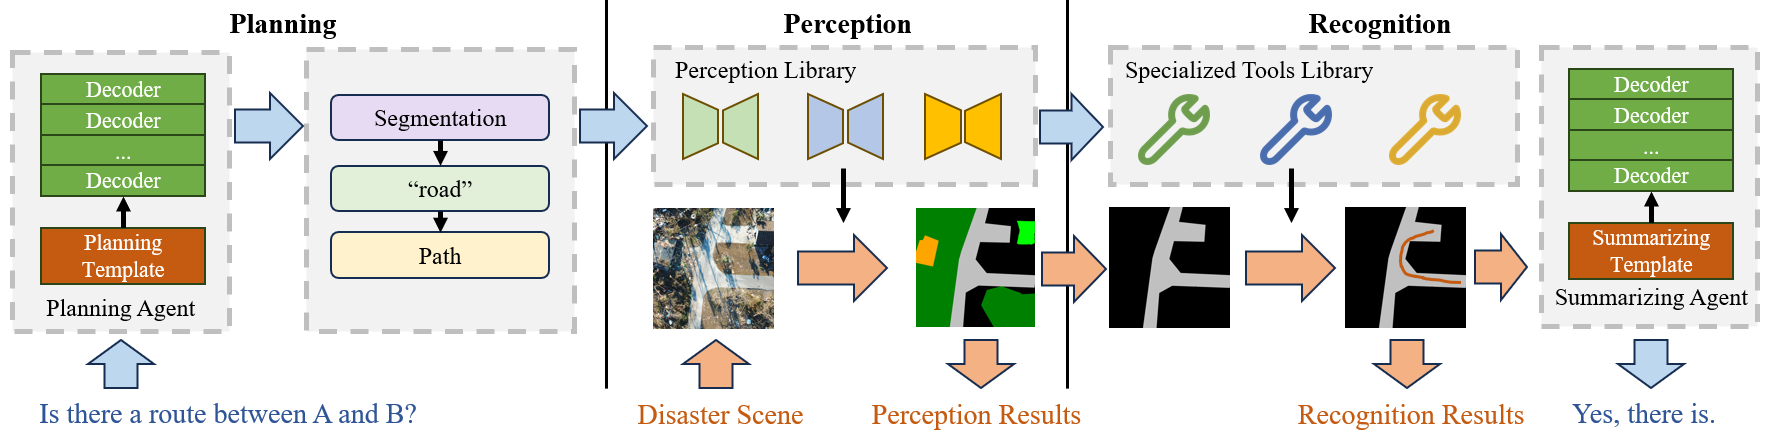 Planning
Perception
Recognition
Decoder
Decoder
...
Decoder
Planning
Template
Planning Agent
Segmentation
“road”
Path
Perception Library
Specialized Tools Library
Decoder
Decoder
...
Decoder
Summarizing
Template
Summarizing Agent
Is there a route between A and B?
Disaster Scene
Perception Results
Recognition Results
Yes, there is.